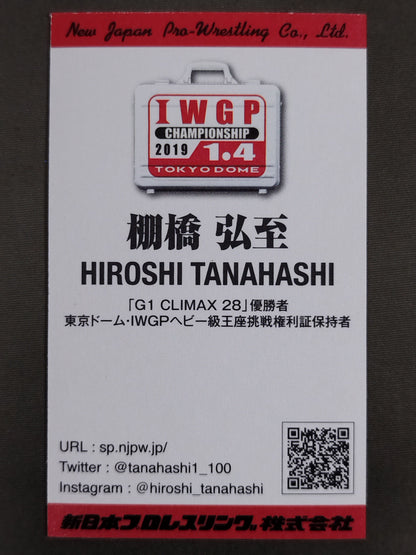 New Japan Pro-Wrestling Co., Ltd.
IWGP
CHAMPIONSHIP
2019 1.4
TOKYO DOME
棚橋 弘至
HIROSHI TANAHASHI
「G1 CLIMAX 28」優勝者
東京ドーム・IWGPヘビー級王座挑戦権利証保持者
URL : sp.njpw.jp/
Twitter : @tanahashi1_100
Instagram : @hiroshi_tanahashi
新日本プロレスリング株式会社